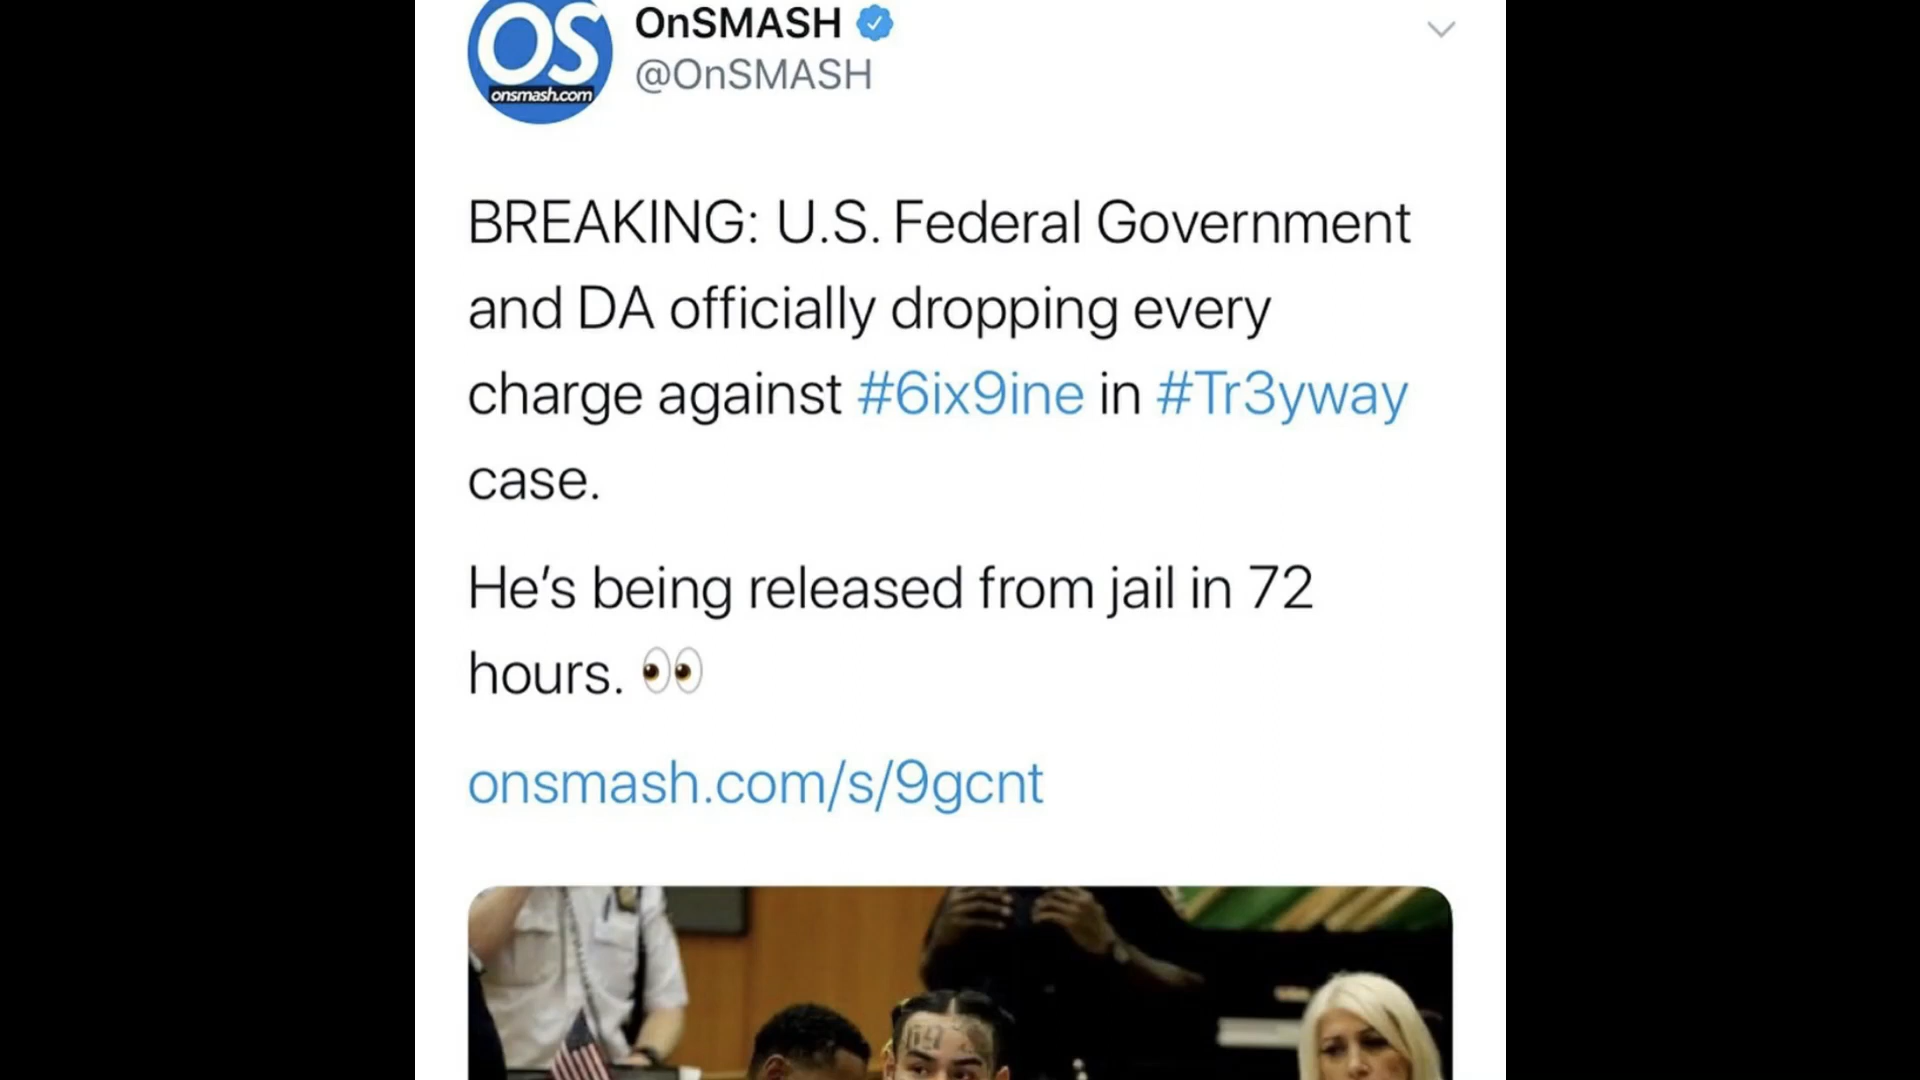 OS
onsmash.com
OnSMASH
@OnSMASH
BREAKING: U.S. Federal Government
and DA officially dropping every
charge against #6ix9ine in #Tr3yway
case.
He's being released from jail in 72
hours. 👀
onsmash.com/s/9gcnt
69